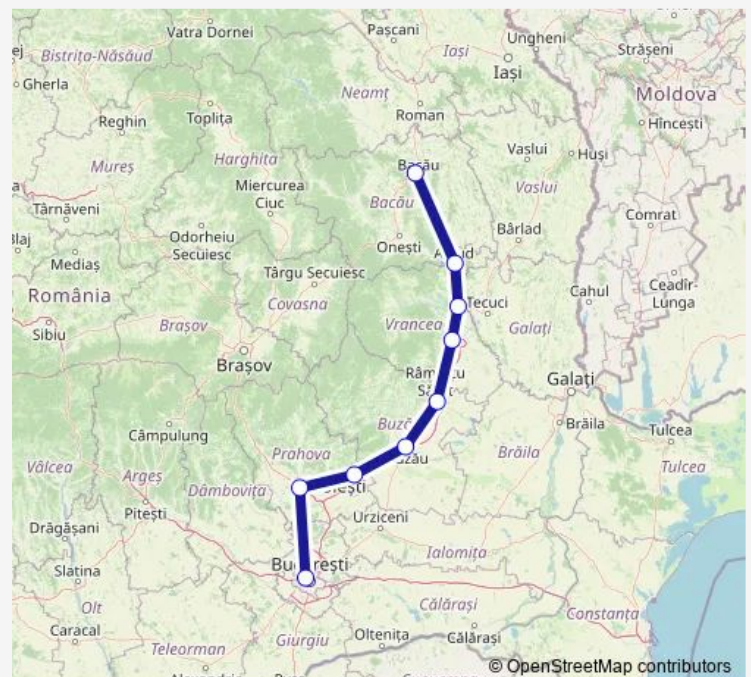 Vatra Dornei
Pașcani
Ungheni
Strășeni
Bistrița-Năsăud
Iași
Iași
Gherla
Neamț
Moldova
Reghin
Toplița
Roman
Hîncești
Mureș
Harghita
Vaslui
Huși
Miercurea
Ciuc
Bacău
Vaslui
Târnăveni
Bacău
Comrat
Odorheiu
Secuiesc
Onești
Bârlad
Mediaș
Târgu Secuiesc
Ceadîr-
Lunga
România
Covasna
Cahul
Tecuci
Sibiu
Brașov
Vrancea
Galați
Brașov
Galați
Câmpulung
Buzău
Brăila
Tulcea
Vâlcea
Prahova
Brăila
Tulcea
Argeș
Dâmbovița
Pitești
Urziceni
Drăgășani
Ialomița
Slatina
București
Olt
Călărași
Constanța
Caracal
Giurgiu
Oltenița
Călărași
Teleorman
© OpenStreetMap contributors